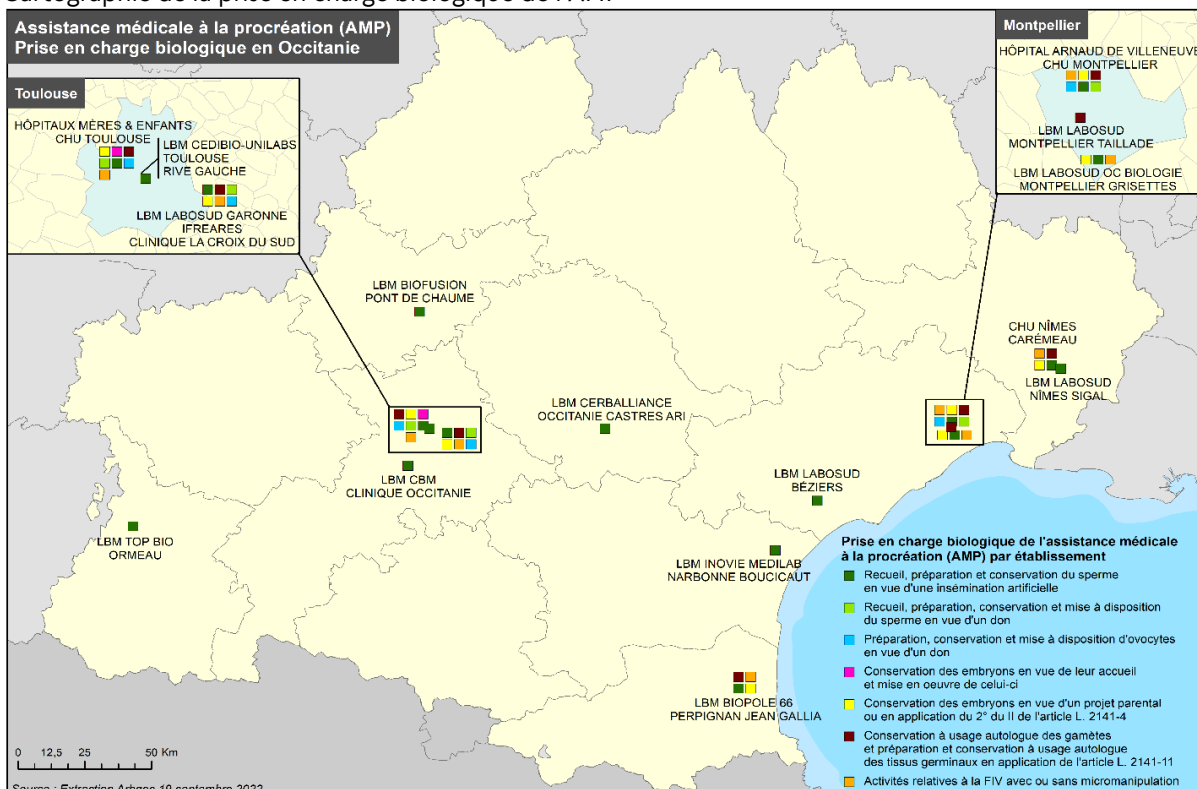 Assistance médicale à la procréation (AMP)
Prise en charge biologique en Occitanie
Toulouse
HÔPITAUX MÈRES & ENFANTS
CHU TOULOUSE
LBM CEDIBIO-UNILABS
TOULOUSE
RIVE GAUCHE
LBM LABOSUD GARONNE
IFREARES
CLINIQUE LA CROIX DU SUD
Montpellier
HÔPITAL ARNAUD DE VILLENEUVE
CHU MONTPELLIER
LBM LABOSUD
MONTPELLIER TAILLADE
LBM LABOSUD OC BIOLOGIE
MONTPELLIER GRISETTES
LBM BIOFUSION
PONT DE CHAUME
CHU NÎMES
CARÉMEAU
LBM LABOSUD
NÎMES SIGAL
LBM CERBALLIANCE
OCCITANIE CASTRES ARI
LBM CBM
CLINIQUE OCCITANIE
LBM LABOSUD
BÉZIERS
LBM TOP BIO
ORMEAU
LBM INOVIE MEDILAB
NARBONNE BOUCICAUT
LBM BIOPOLE 66
PERPIGNAN JEAN GALLIA
Prise en charge biologique de l'assistance médicale
à la procréation (AMP) par établissement
Recueil, préparation et conservation du sperme
en vue d'une insémination artificielle
Recueil, préparation, conservation et mise à disposition
du sperme en vue d'un don
Préparation, conservation et mise à disposition d'ovocytes
en vue d'un don
Conservation des embryons en vue de leur accueil
et mise en oeuvre de celui-ci
Conservation des embryons en vue d'un projet parental
ou en application du 2° du II de l'article L. 2141-4
Conservation à usage autologue des gamètes
et préparation et conservation à usage autologue
des tissus germinaux en application de l'article L. 2141-11
Activités relatives à la FIV avec ou sans micromanipulation
0 12,5 25 50 Km